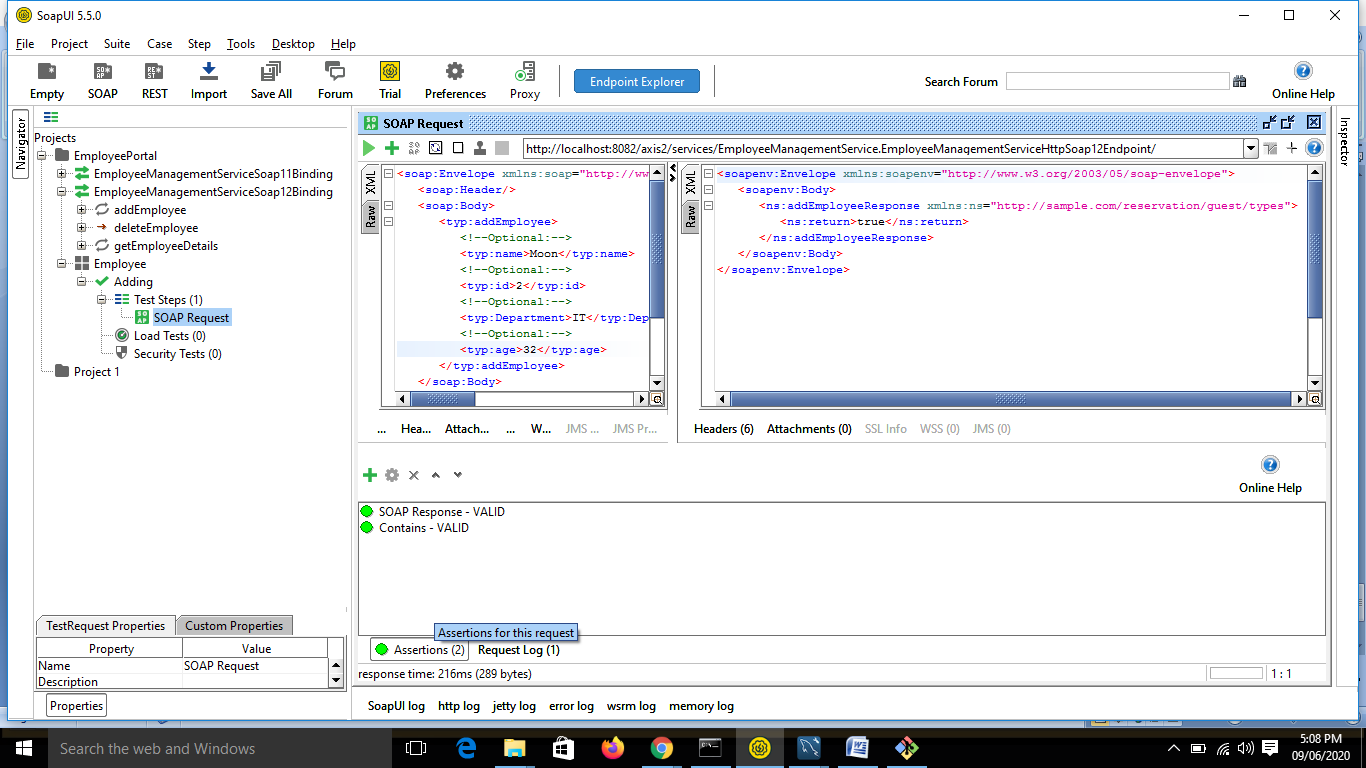 SoapUI 5.5.0
File Project Suite Case Step Tools Desktop Help
Empty SOAP REST Import Save All Forum Trial Preferences Proxy Endpoint Explorer Search Forum Online Help
Navigator
Projects
EmployeePortal
EmployeeManagementServiceSoap11Binding
EmployeeManagementServiceSoap12Binding
addEmployee
deleteEmployee
getEmployeeDetails
Employee
Adding
Test Steps (1)
SOAP Request
Load Tests (0)
Security Tests (0)
Project 1
TestRequest Properties Custom Properties
Property Value
Name SOAP Request
Description
Properties
SOAP Request
http://localhost:8082/axis2/services/EmployeeManagementService.EmployeeManagementServiceHttpSoap12Endpoint/
XML
Raw
<soap:Envelope xmlns:soap="http://ww
<soap:Header/>
<soap:Body>
<typ:addEmployee>
<!--Optional:-->
<typ:name>Moon</typ:name>
<!--Optional:-->
<typ:id>2</typ:id>
<!--Optional:-->
<typ:Department>IT</typ:Dep
<!--Optional:-->
<typ:age>32</typ:age>
</typ:addEmployee>
</soap:Body>
... Hea... Attach... ... W... JMS ... JMS Pr...
XML
Raw
<soapenv:Envelope xmlns:soapenv="http://www.w3.org/2003/05/soap-envelope">
<soapenv:Body>
<ns:addEmployeeResponse xmlns:ns="http://sample.com/reservation/guest/types">
<ns:return>true</ns:return>
</ns:addEmployeeResponse>
</soapenv:Body>
</soapenv:Envelope>
Headers (6) Attachments (0) SSL Info WSS (0) JMS (0)
Inspector
Online Help
SOAP Response - VALID
Contains - VALID
Assertions for this request
Assertions (2) Request Log (1)
response time: 216ms (289 bytes) 1 : 1
SoapUI log http log jetty log error log wsrm log memory log
Search the web and Windows
5:08 PM
09/06/2020